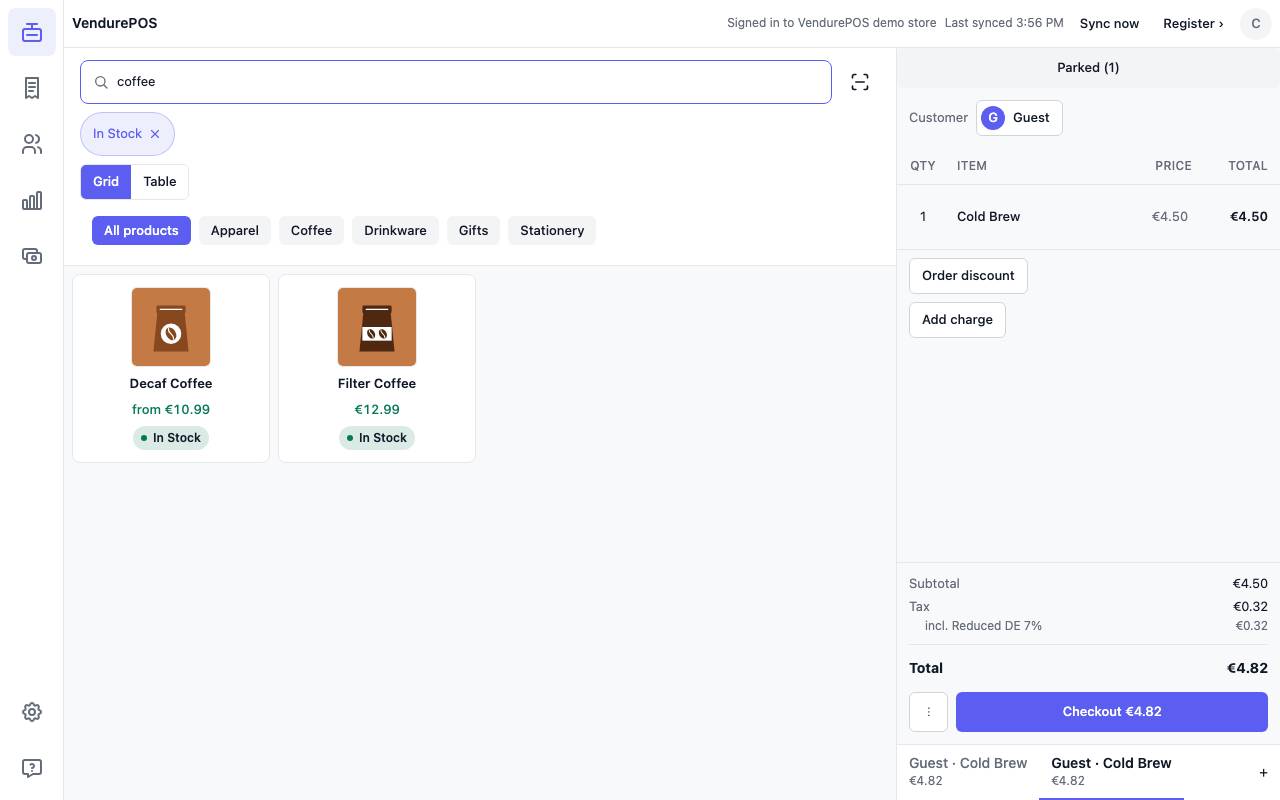 VendurePOS
Signed in to VendurePOS demo store Last synced 3:56 PM Sync now Register › C
coffee
In Stock
Grid Table
All products Apparel Coffee Drinkware Gifts Stationery
Decaf Coffee
from €10.99
In Stock
Filter Coffee
€12.99
In Stock
Parked (1)
Customer G Guest
QTY ITEM PRICE TOTAL
1 Cold Brew €4.50 €4.50
Order discount
Add charge
Subtotal €4.50
Tax €0.32
incl. Reduced DE 7% €0.32
Total €4.82
Checkout €4.82
Guest · Cold Brew
€4.82
Guest · Cold Brew
€4.82
+